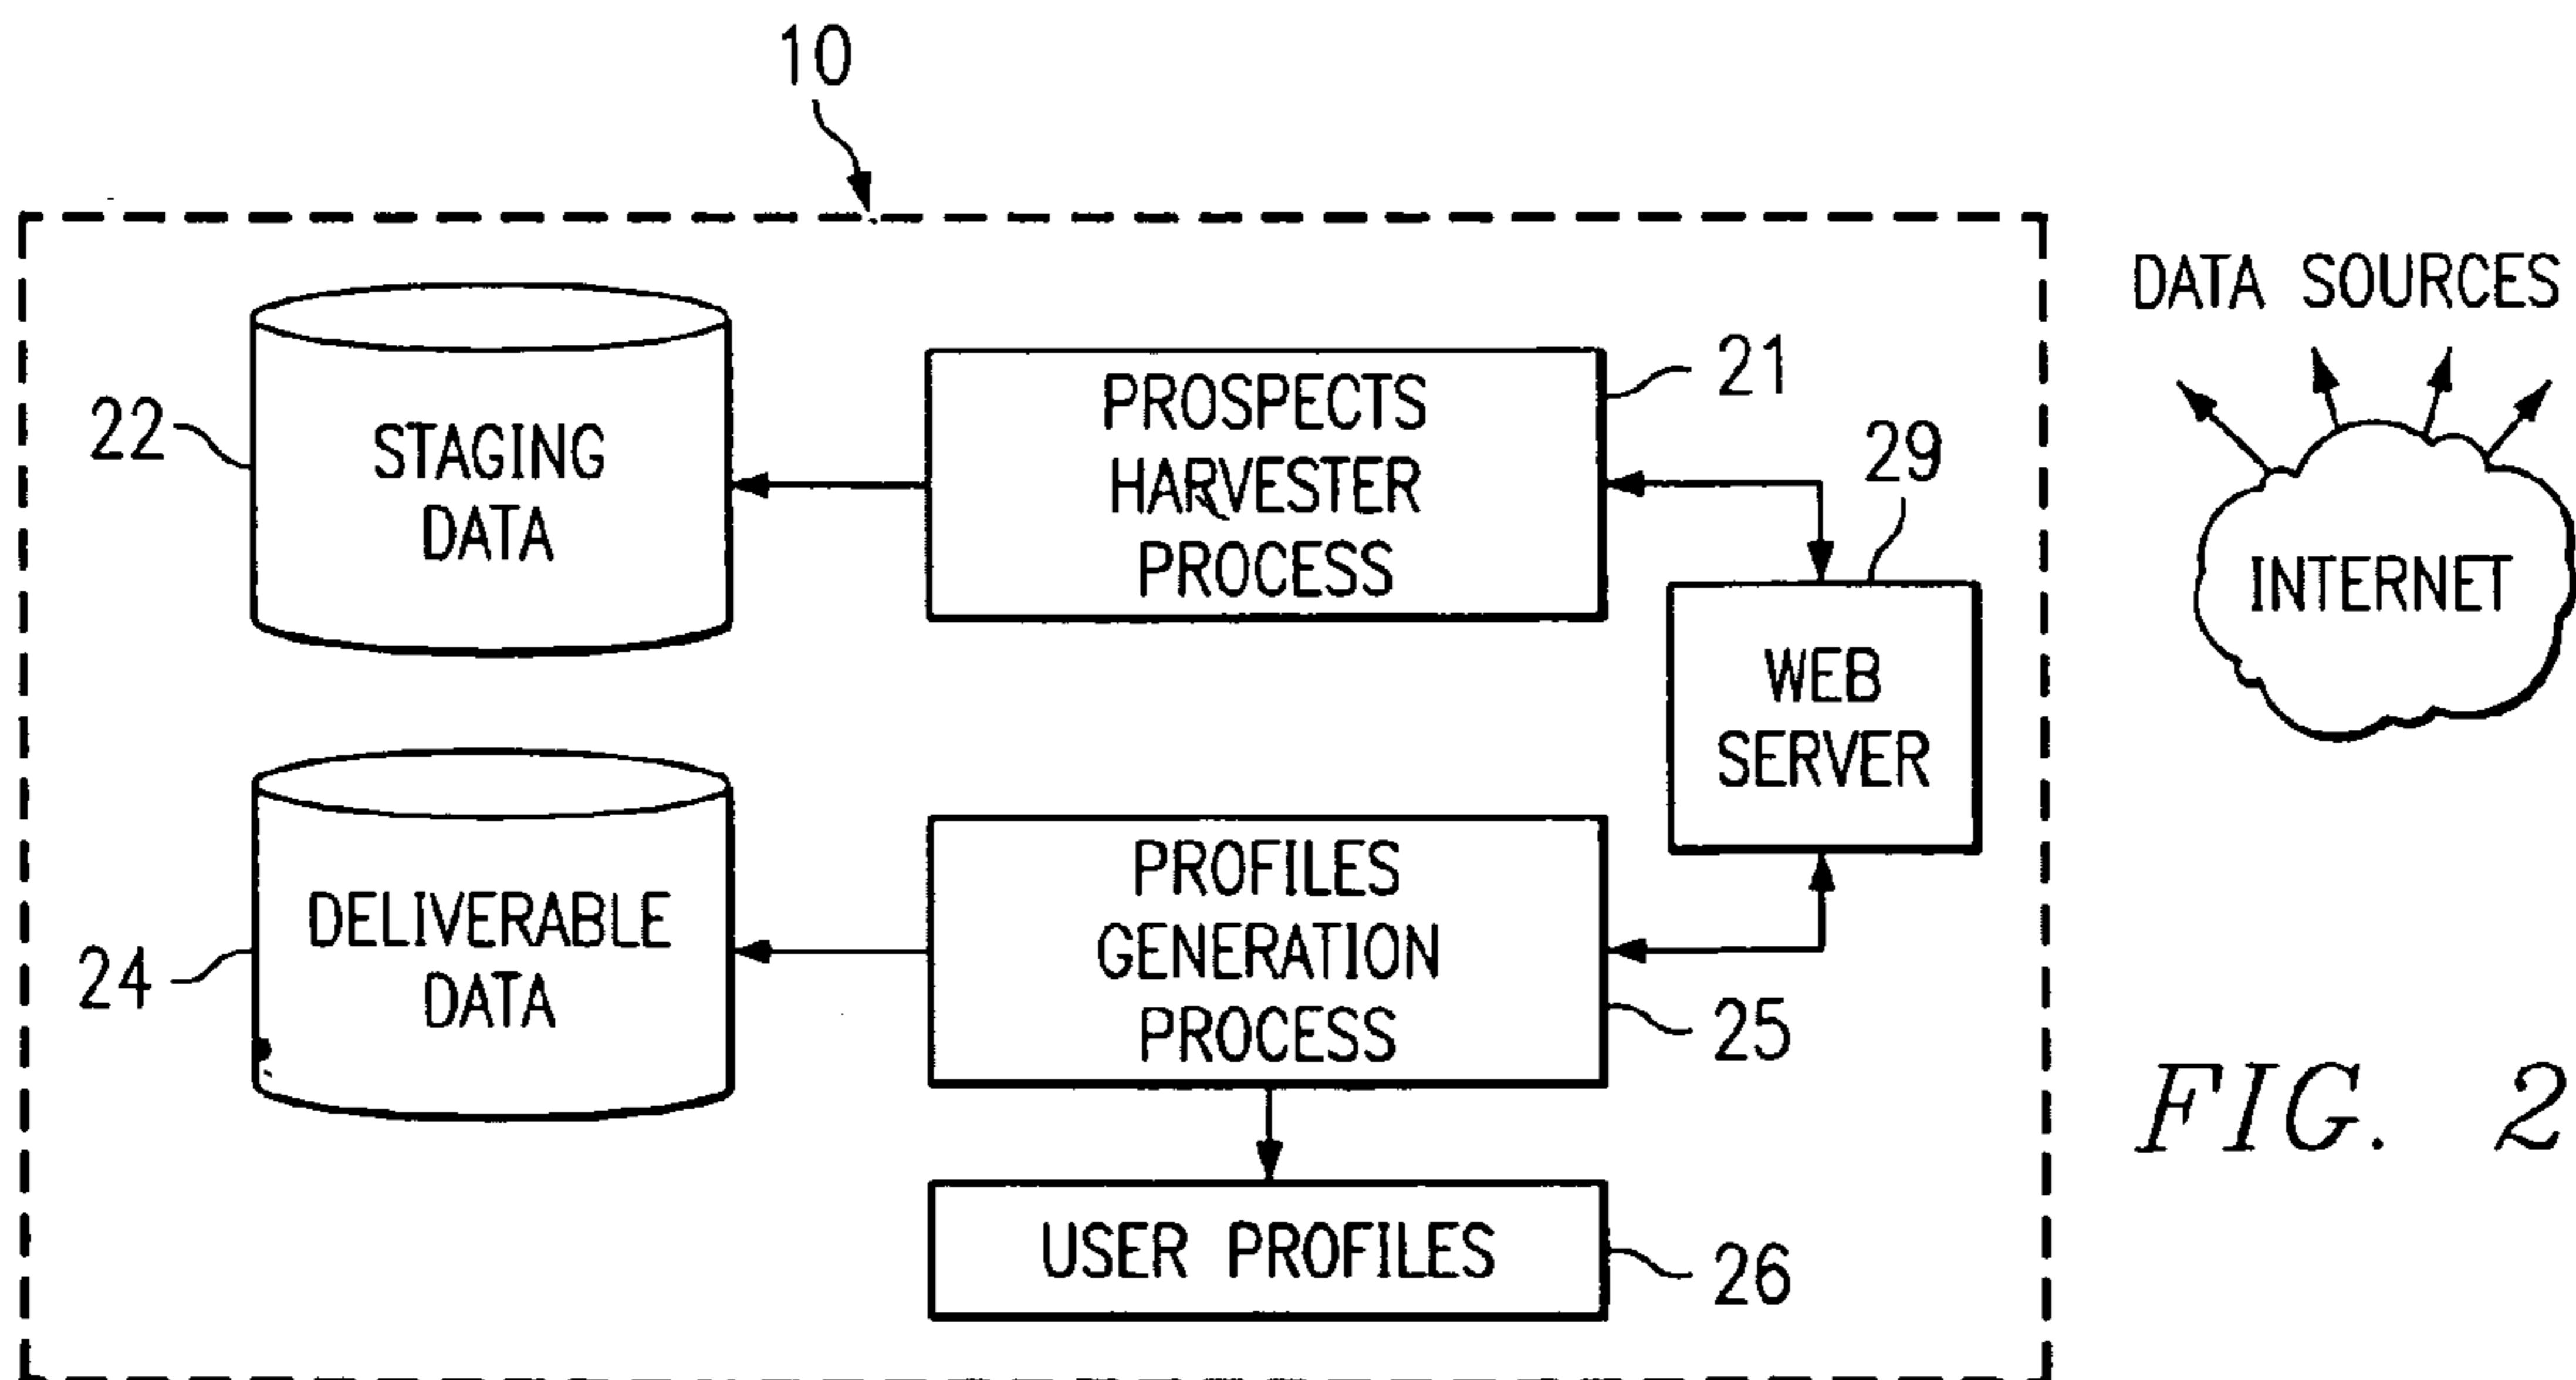 10
DATA SOURCES
22
STAGING
DATA
PROSPECTS
HARVESTER
PROCESS
21
29
WEB
SERVER
INTERNET
24
DELIVERABLE
DATA
PROFILES
GENERATION
PROCESS
25
USER PROFILES
26
FIG. 2